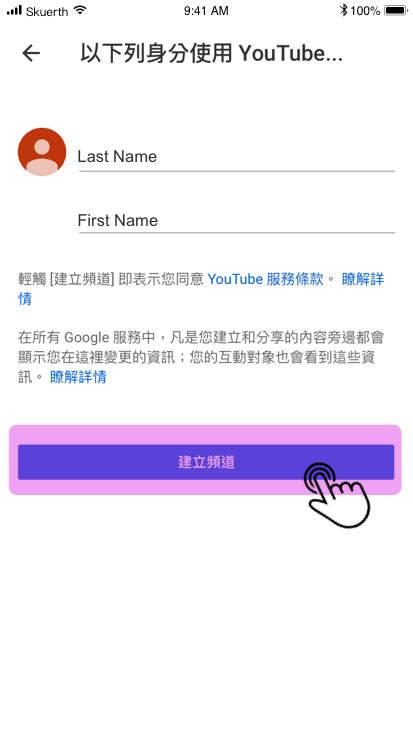 Skuerth 9:41 AM 100%
以下列身分使用 YouTube...
Last Name
First Name
輕觸 [建立頻道] 即表示您同意 YouTube 服務條款。 瞭解詳
情
在所有 Google 服務中，凡是您建立和分享的內容旁邊都會
顯示您在這裡變更的資訊；您的互動對象也會看到這些資
訊。 瞭解詳情
建立頻道